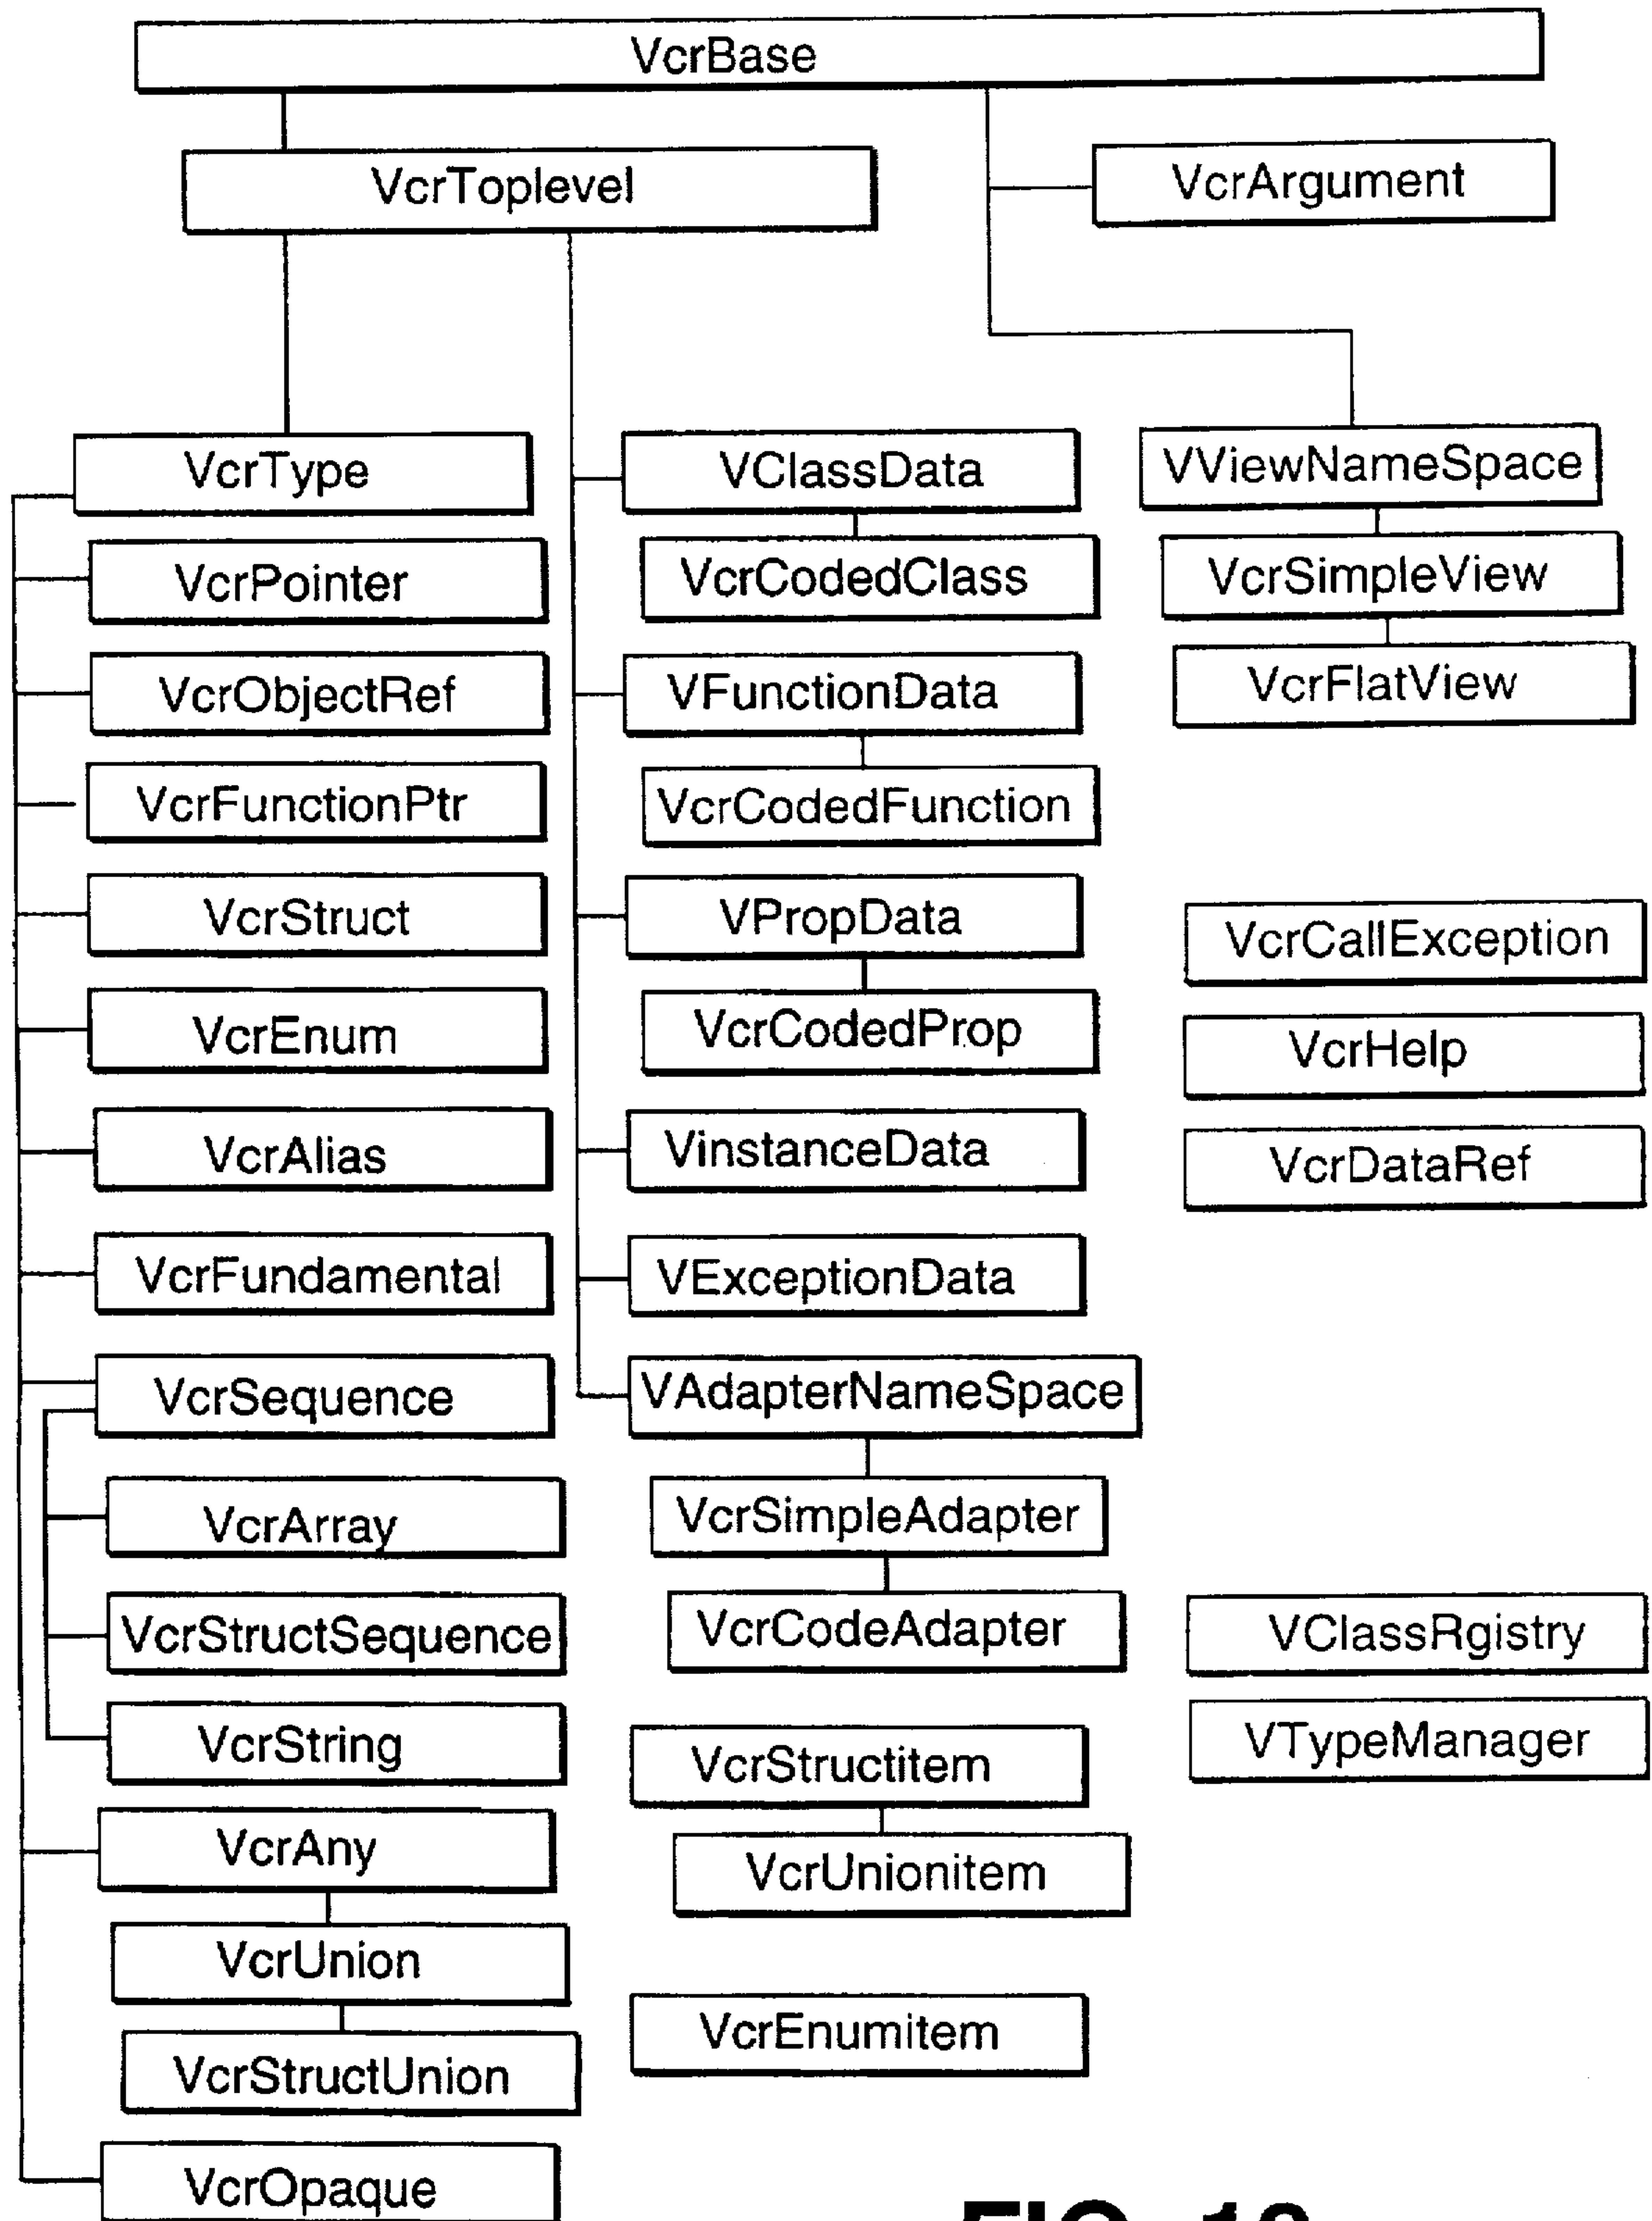 VcrBase
VcrToplevel
VcrArgument
VcrType
VClassData
VViewNameSpace
VcrPointer
VcrCodedClass
VcrSimpleView
VcrObjectRef
VFunctionData
VcrFlatView
VcrFunctionPtr
VcrCodedFunction
VcrStruct
VPropData
VcrCallException
VcrEnum
VcrCodedProp
VcrHelp
VcrAlias
VinstanceData
VcrDataRef
VcrFundamental
VExceptionData
VcrSequence
VAdapterNameSpace
VcrArray
VcrSimpleAdapter
VcrStructSequence
VcrCodeAdapter
VClassRgistry
VcrString
VcrStructitem
VTypeManager
VcrAny
VcrUnionitem
VcrUnion
VcrEnumitem
VcrStructUnion
VcrOpaque